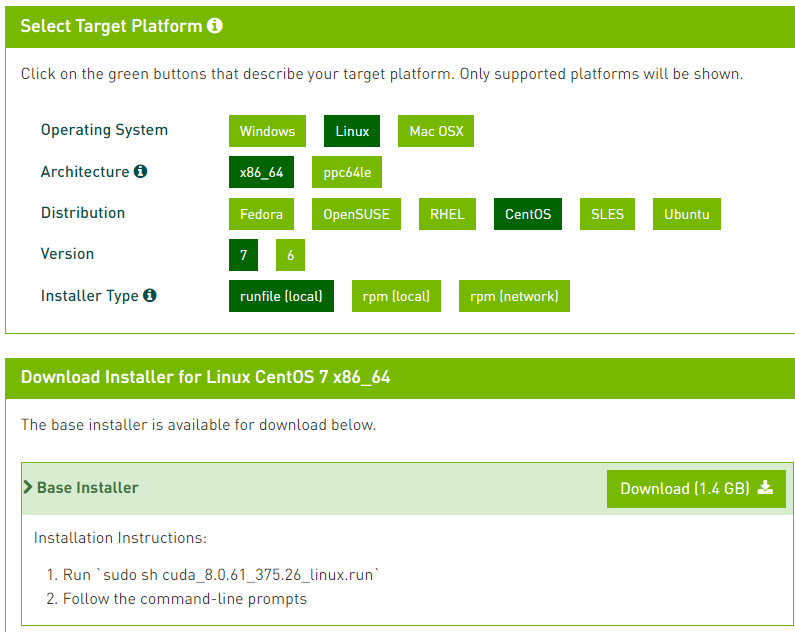 Select Target Platform
Click on the green buttons that describe your target platform. Only supported platforms will be shown.
Operating System Windows Linux Mac OSX
Architecture x86_64 ppc64le
Distribution Fedora OpenSUSE RHEL CentOS SLES Ubuntu
Version 7 6
Installer Type runfile (local) rpm (local) rpm (network)
Download Installer for Linux CentOS 7 x86_64
The base installer is available for download below.
Base Installer Download (1.4 GB)
Installation Instructions:
1. Run `sudo sh cuda_8.0.61_375.26_linux.run`
2. Follow the command-line prompts